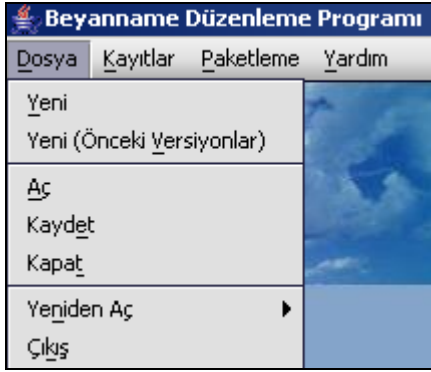 Beyanname Düzenleme Programı
Dosya Kayıtlar Paketleme Yardım
Yeni
Yeni (Önceki Versiyonlar)
Aç
Kaydet
Kapat
Yeniden Aç
Çıkış